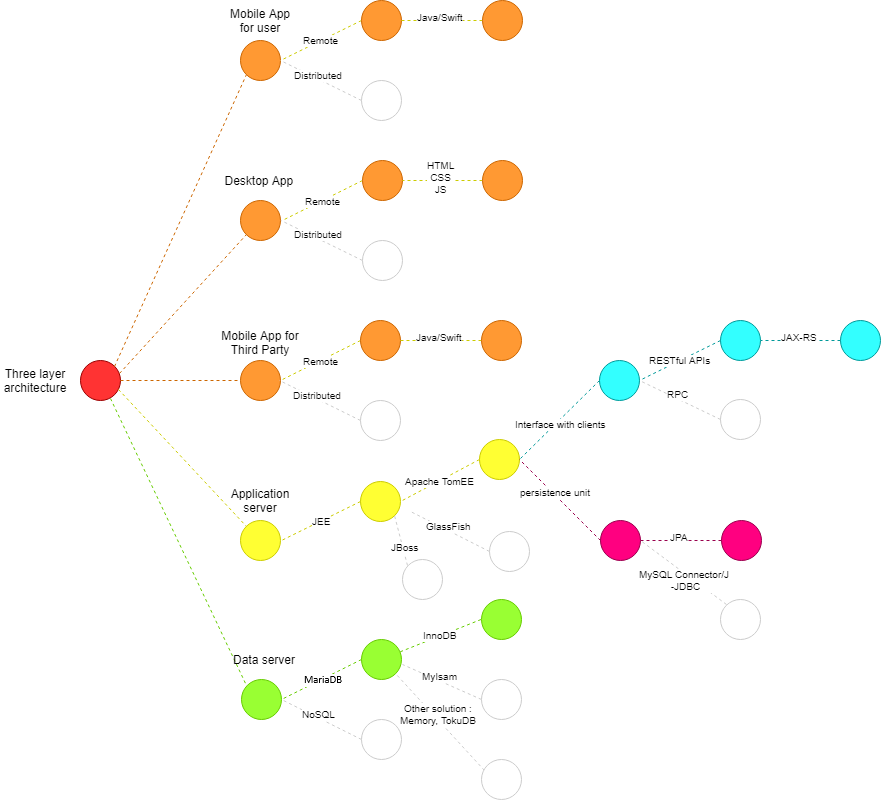 Mobile App
for user
Remote
Java/Swift
Distributed
Desktop App
Remote
HTML
CSS
JS
Distributed
Three layer
architecture
Mobile App for
Third Party
Remote
Java/Swift
Distributed
Application
server
JEE
Apache TomEE
GlassFish
JBoss
Interface with clients
RESTful APIs
JAX-RS
RPC
persistence unit
JPA
MySQL Connector/J
-JDBC
Data server
MariaDB
NoSQL
InnoDB
MyIsam
Other solution :
Memory, TokuDB